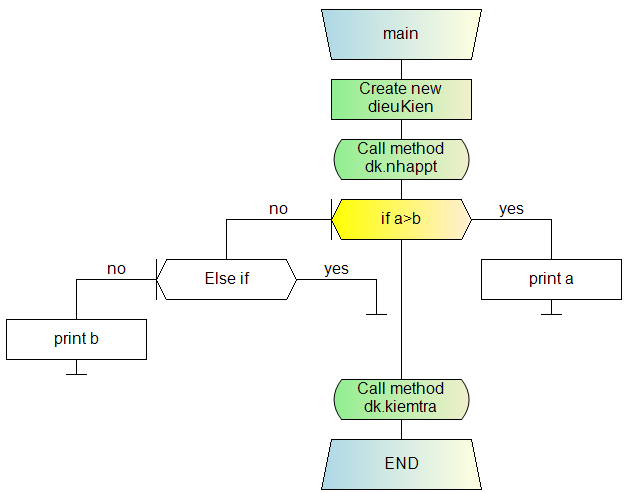 main
Create new
dieuKien
Call method
dk.nhappt
no
if a>b
yes
no
Else if
yes
print a
print b
Call method
dk.kiemtra
END